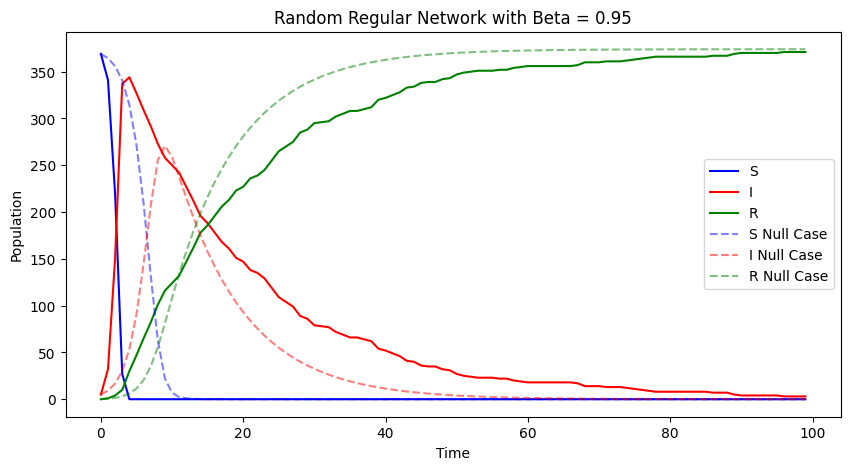 Random Regular Network with Beta = 0.95
Population
350
300
250
200
150
100
50
0
0
20
40
60
80
100
Time
S
I
R
S Null Case
I Null Case
R Null Case